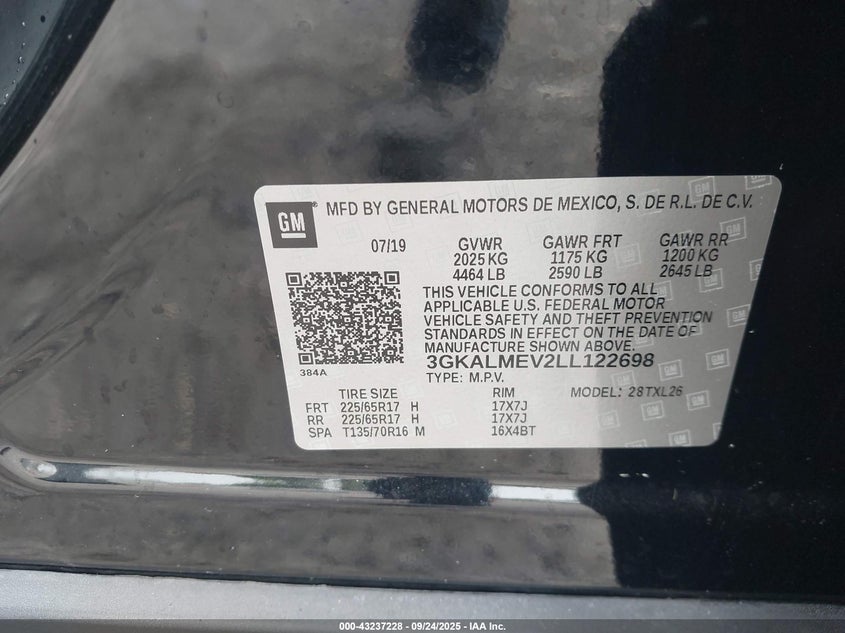 GM
MFD BY GENERAL MOTORS DE MEXICO, S. DE R.L. DE C.V.
07/19 GVWR GAWR FRT GAWR RR
2025 KG 1175 KG 1200 KG
4464 LB 2590 LB 2645 LB
THIS VEHICLE CONFORMS TO ALL
APPLICABLE U.S. FEDERAL MOTOR
VEHICLE SAFETY AND THEFT PREVENTION
STANDARDS IN EFFECT ON THE DATE OF
MANUFACTURE SHOWN ABOVE.
384A
3GKALMEV2LL122698
TYPE: M.P.V. MODEL: 28TXL26
TIRE SIZE RIM
FRT 225/65R17 H 17X7J
RR 225/65R17 H 17X7J
SPA T135/70R16 M 16X4BT
000-43237228 - 09/24/2025 - IAA Inc.